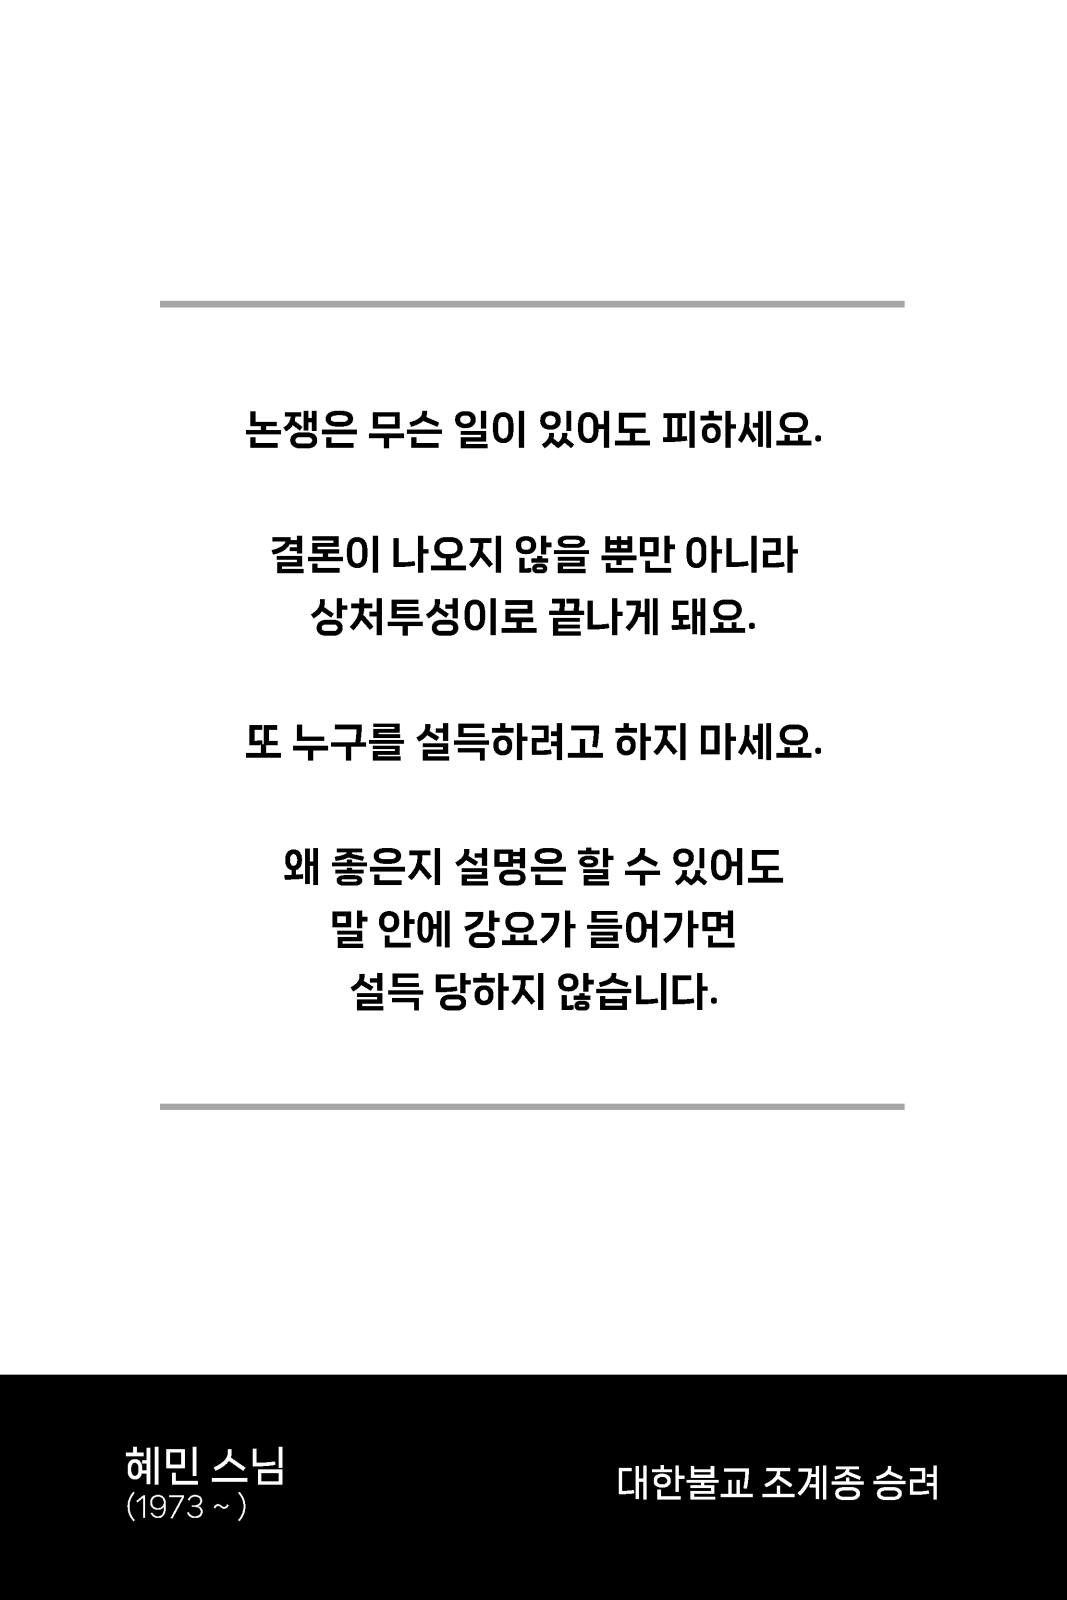 논쟁은 무슨 일이 있어도 피하세요.
결론이 나오지 않을 뿐만 아니라
상처투성이로 끝나게 돼요.
또 누구를 설득하려고 하지 마세요.
왜 좋은지 설명은 할 수 있어도
말 안에 강요가 들어가면
설득 당하지 않습니다.
혜민 스님
(1973 ~ )
대한불교 조계종 승려